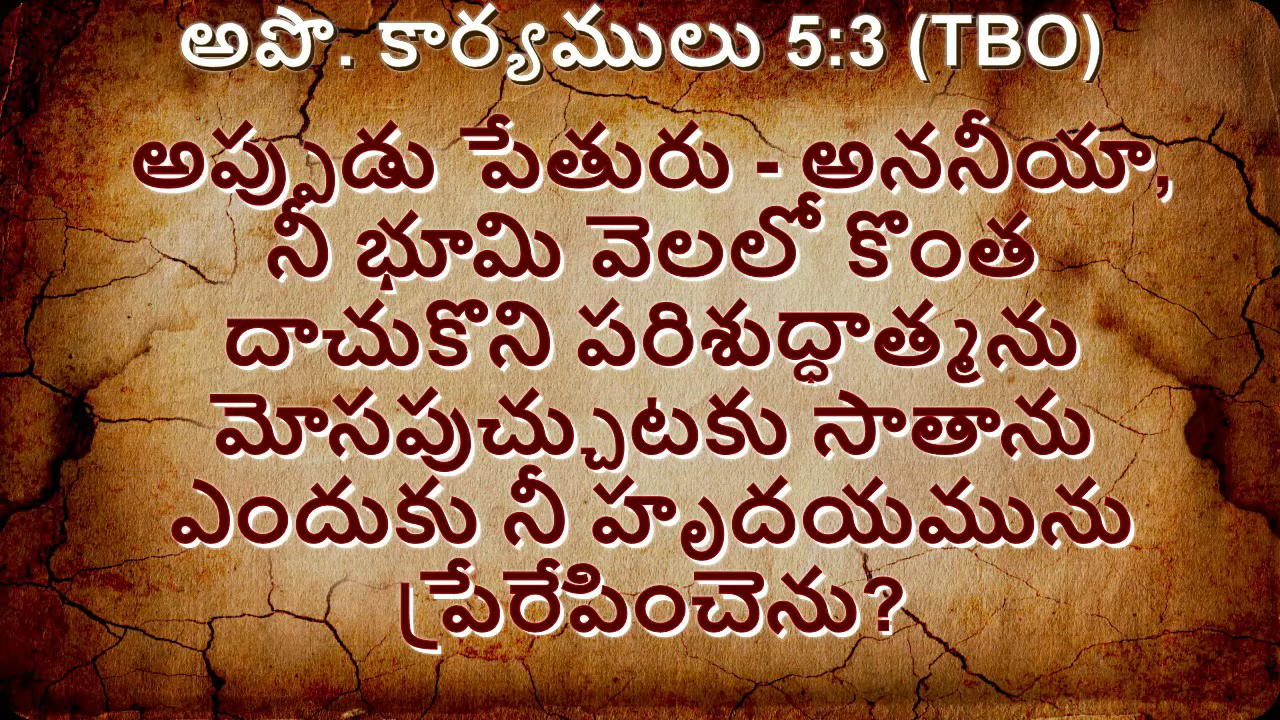 అపొ. కార్యములు 5:3 (TBO)
అప్పుడు పేతురు - అననీయా,
నీ భూమి వెలలో కొంత
దాచుకొని పరిశుద్ధాత్మను
మోసపుచ్చుటకు సాతాను
ఎందుకు నీ హృదయమును
ప్రేరేపించెను?